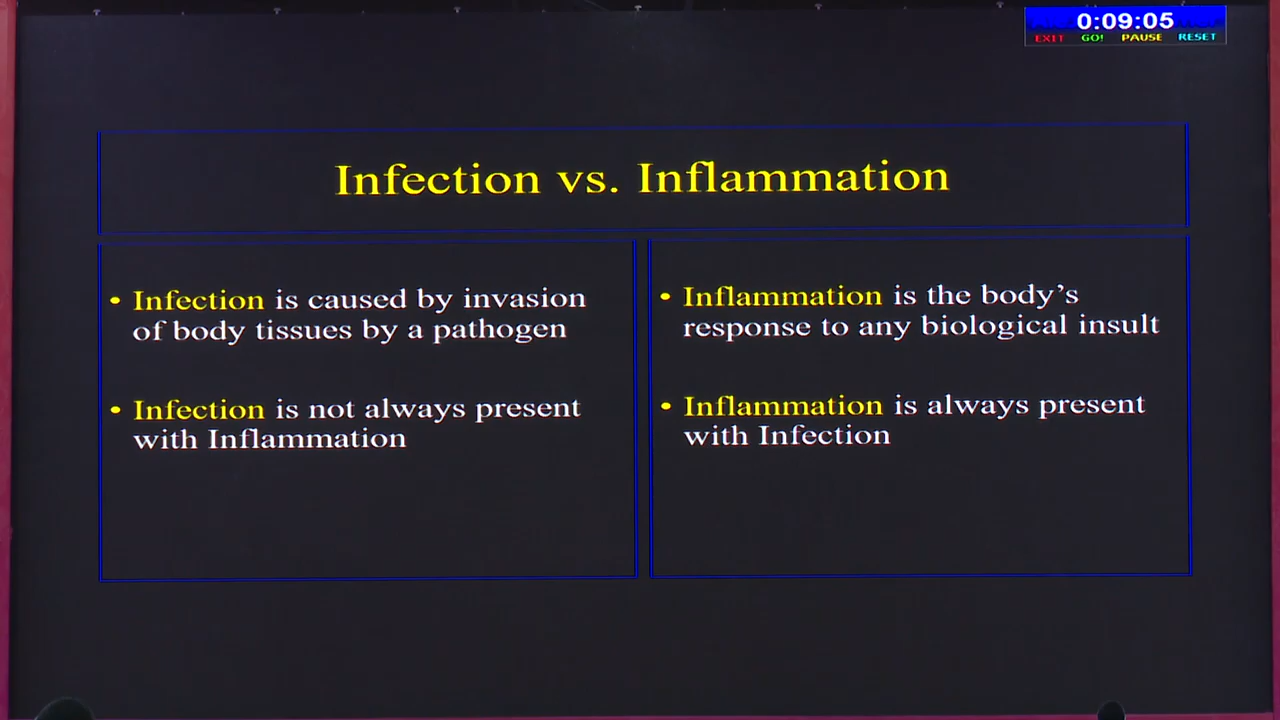 0:09:05
EXIT GO! PAUSE RESET
Infection vs. Inflammation
• Infection is caused by invasion
of body tissues by a pathogen
• Infection is not always present
with Inflammation
• Inflammation is the body's
response to any biological insult
• Inflammation is always present
with Infection